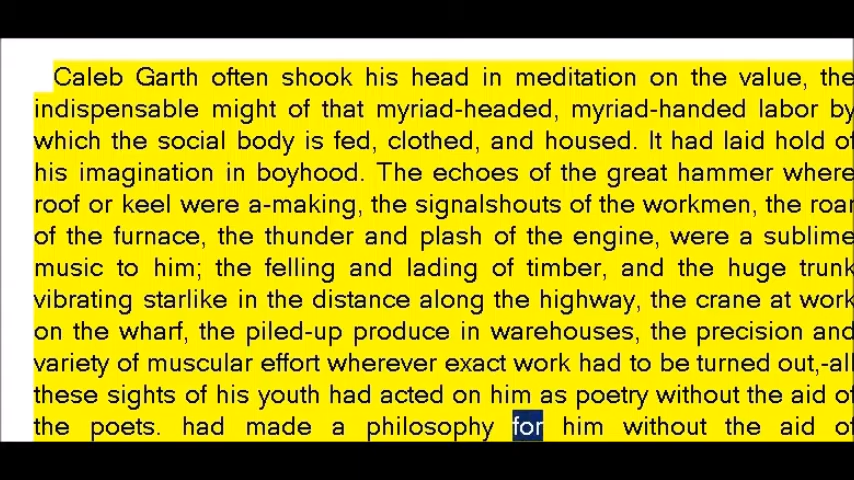 Caleb Garth often shook his head in meditation on the value, the
indispensable might of that myriad-headed, myriad-handed labor by
which the social body is fed, clothed, and housed. It had laid hold of
his imagination in boyhood. The echoes of the great hammer where
roof or keel were a-making, the signalshouts of the workmen, the roar
of the furnace, the thunder and plash of the engine, were a sublime
music to him; the felling and lading of timber, and the huge trunk
vibrating starlike in the distance along the highway, the crane at work
on the wharf, the piled-up produce in warehouses, the precision and
variety of muscular effort wherever exact work had to be turned out,-all
these sights of his youth had acted on him as poetry without the aid of
the poets. had made a philosophy for him without the aid of